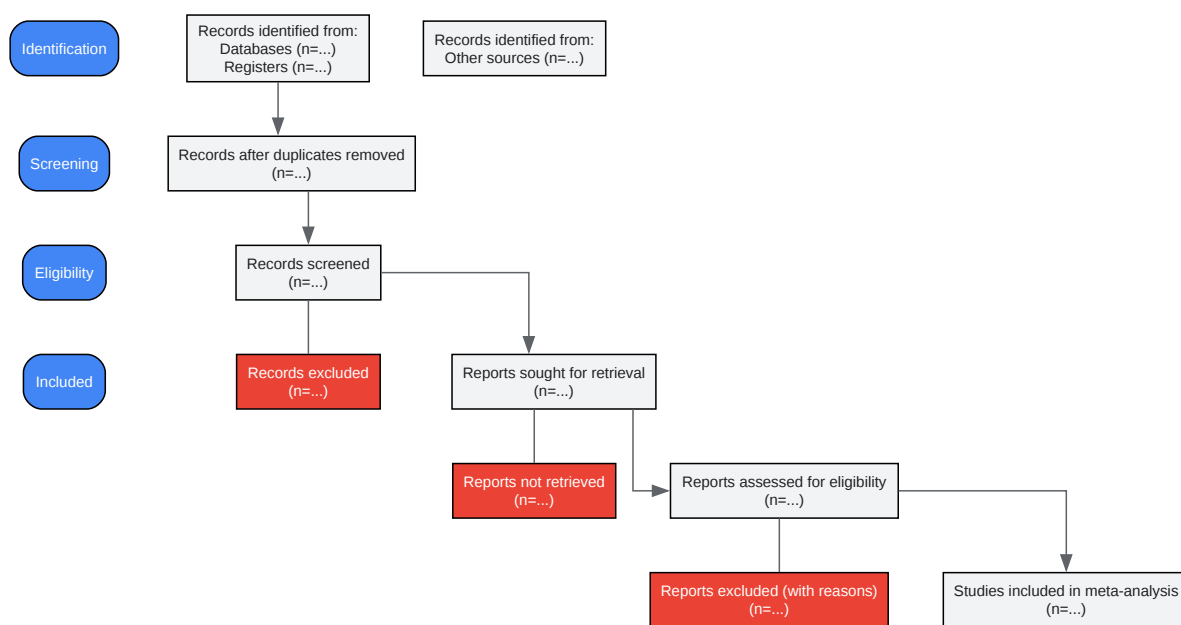 Identification
Records identified from:
Databases (n=...)
Registers (n=...)
Records identified from:
Other sources (n=...)
Screening
Records after duplicates removed
(n=...)
Eligibility
Records screened
(n=...)
Included
Records excluded
(n=...)
Reports sought for retrieval
(n=...)
Reports not retrieved
(n=...)
Reports assessed for eligibility
(n=...)
Reports excluded (with reasons)
(n=...)
Studies included in meta-analysis
(n=...)